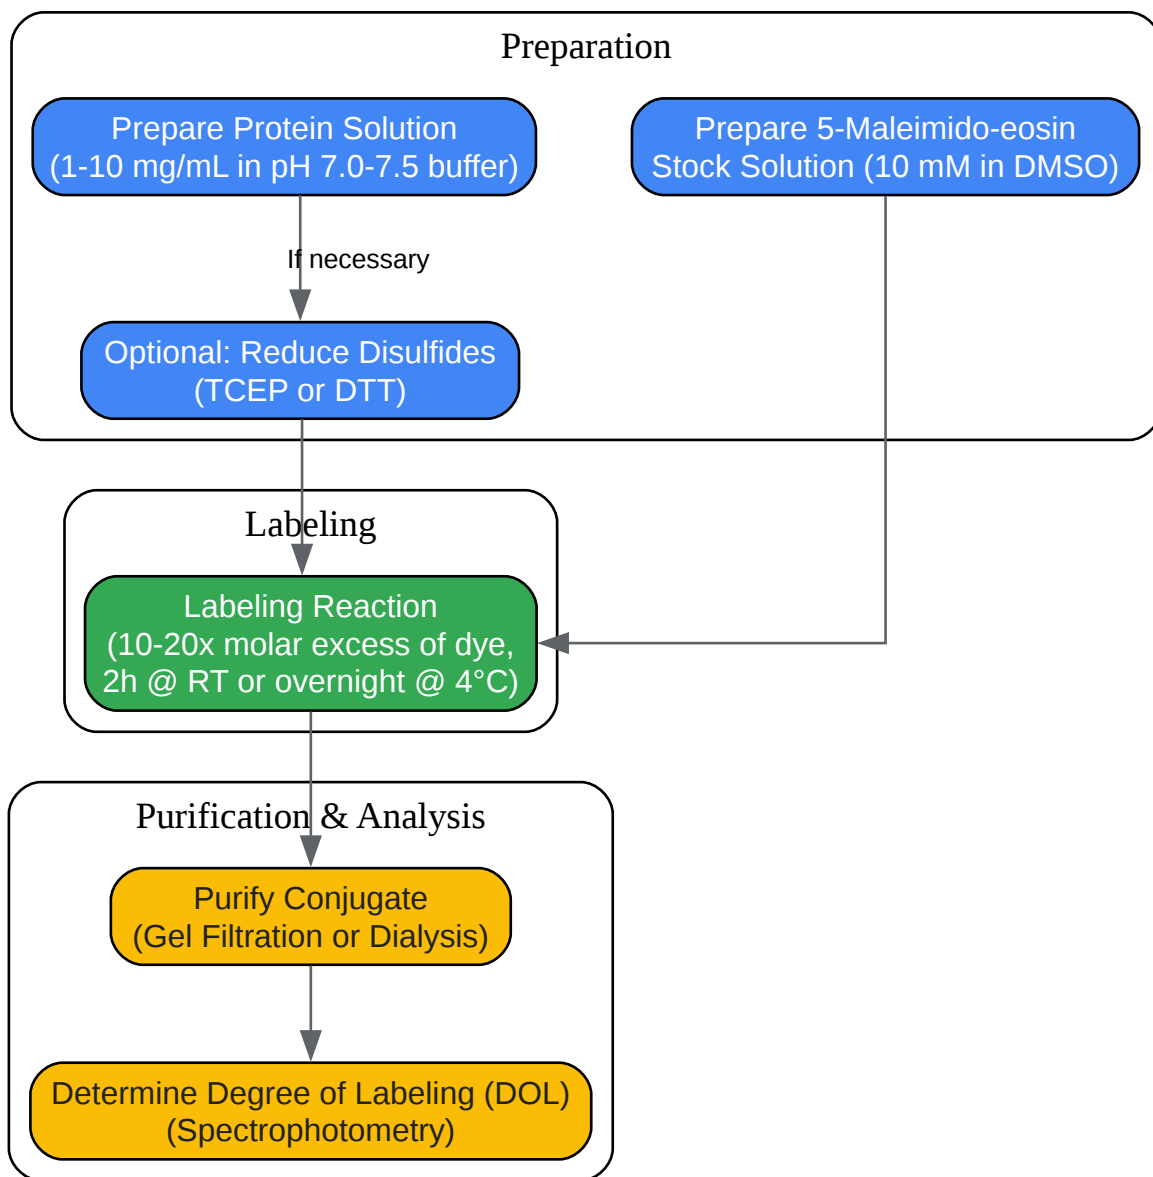 Preparation
Prepare Protein Solution
(1-10 mg/mL in pH 7.0-7.5 buffer)
Prepare 5-Maleimido-eosin
Stock Solution (10 mM in DMSO)
If necessary
Optional: Reduce Disulfides
(TCEP or DTT)
Labeling
Labeling Reaction
(10-20x molar excess of dye,
2h @ RT or overnight @ 4°C)
Purification & Analysis
Purify Conjugate
(Gel Filtration or Dialysis)
Determine Degree of Labeling (DOL)
(Spectrophotometry)